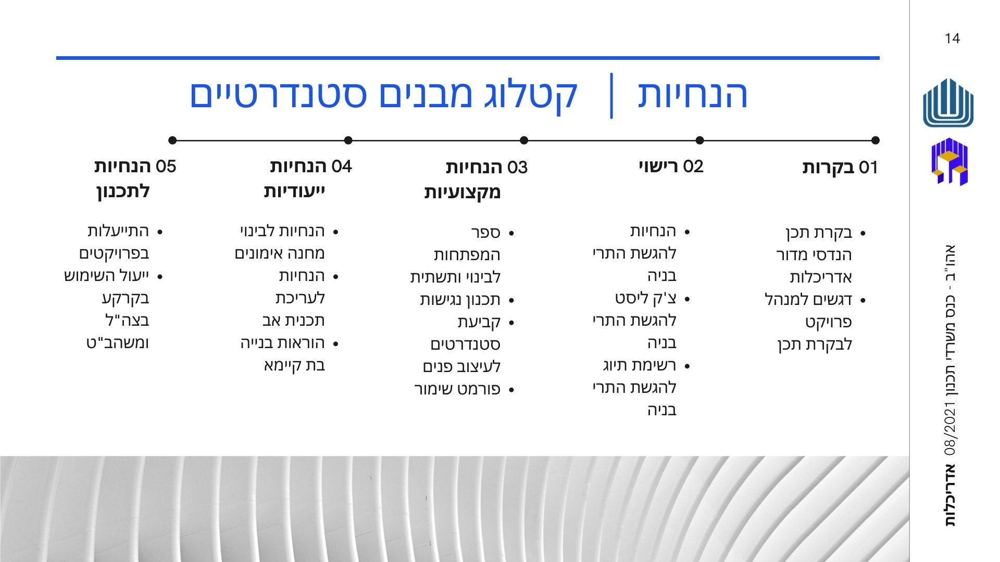 14
הנחיות | קטלוג מבנים סטנדרטיים
01 בקרות
• בקרת תכן
הנדסי מדור
אדריכלות
• דגשים למנהל
פרויקט
לבקרת תכן
02 רישוי
• הנחיות
להגשת התרי
בניה
• צ'ק ליסט
להגשת התרי
בניה
• רשימת תיוג
להגשת התרי
בניה
03 הנחיות
מקצועיות
• ספר
המפתחות
לבינוי ותשתית
• תכנון נגישות
• קביעת
סטנדרטים
לעיצוב פנים
• פורמט שימור
04 הנחיות
ייעודיות
• הנחיות לבינוי
מחנה אימונים
• הנחיות
לעריכת
תכנית אב
• הוראות בנייה
בת קיימא
05 הנחיות
לתכנון
• התייעלות
בפרויקטים
• ייעול השימוש
בקרקע
בצה"ל
ומשהב"ט
אדריכלות 08/2021 אהו"ב - כנס משרדי תכנון